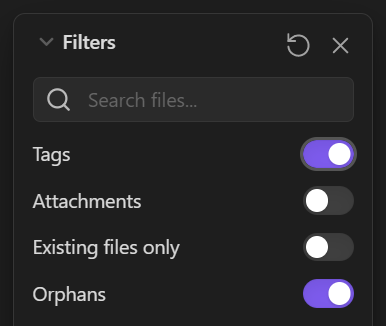 Filters
Search files...
Tags
Attachments
Existing files only
Orphans